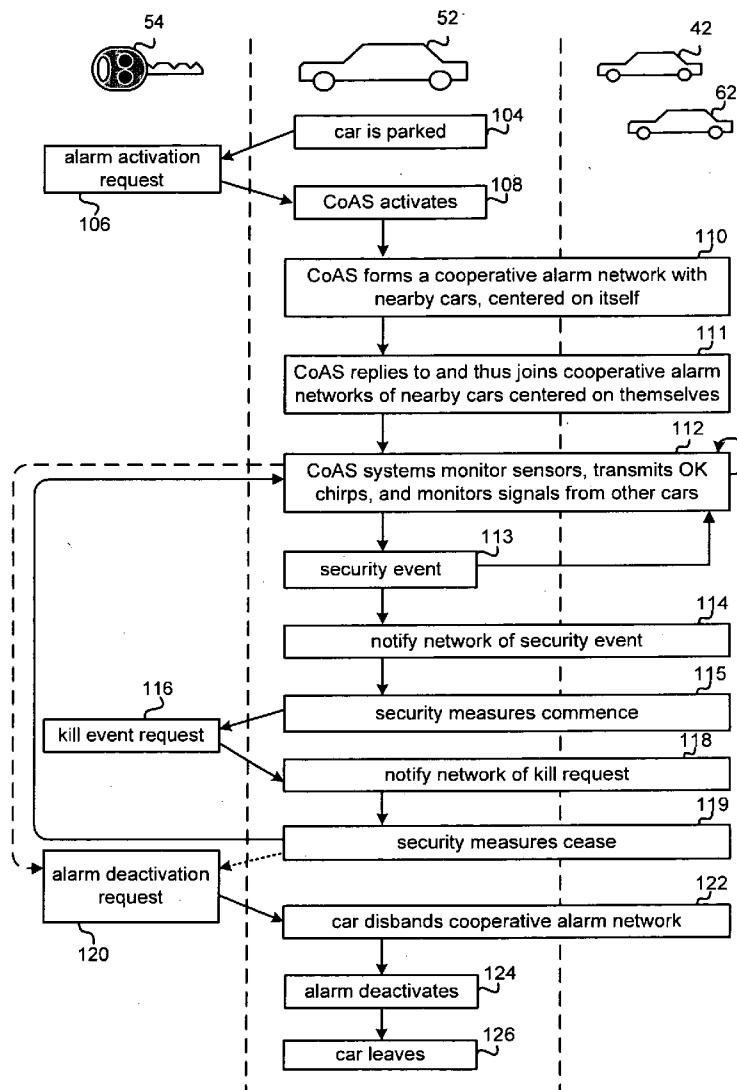 54
52
42
62
car is parked
104
alarm activation
request
106
CoAS activates
108
110
CoAS forms a cooperative alarm network with
nearby cars, centered on itself
111
CoAS replies to and thus joins cooperative alarm
networks of nearby cars centered on themselves
112
CoAS systems monitor sensors, transmits OK
chirps, and monitors signals from other cars
113
security event
114
notify network of security event
115
security measures commence
116
kill event request
118
notify network of kill request
119
security measures cease
alarm deactivation
request
120
122
car disbands cooperative alarm network
alarm deactivates
124
car leaves
126